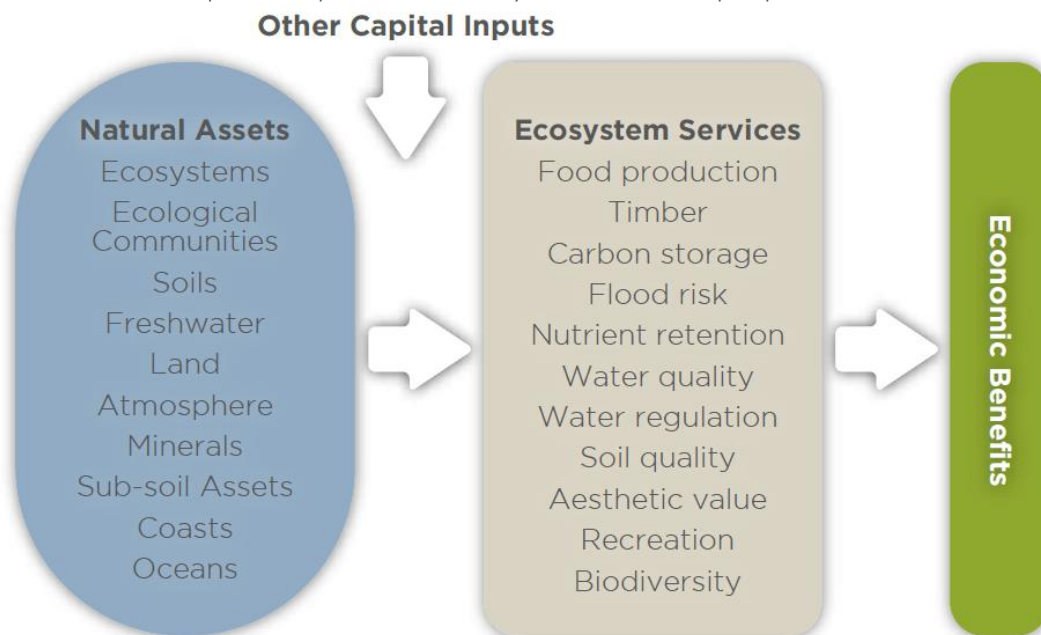 Other Capital Inputs
Natural Assets
Ecosystems
Ecological
Communities
Soils
Freshwater
Land
Atmosphere
Minerals
Sub-soil Assets
Coasts
Oceans
Ecosystem Services
Food production
Timber
Carbon storage
Flood risk
Nutrient retention
Water quality
Water regulation
Soil quality
Aesthetic value
Recreation
Biodiversity
Economic Benefits